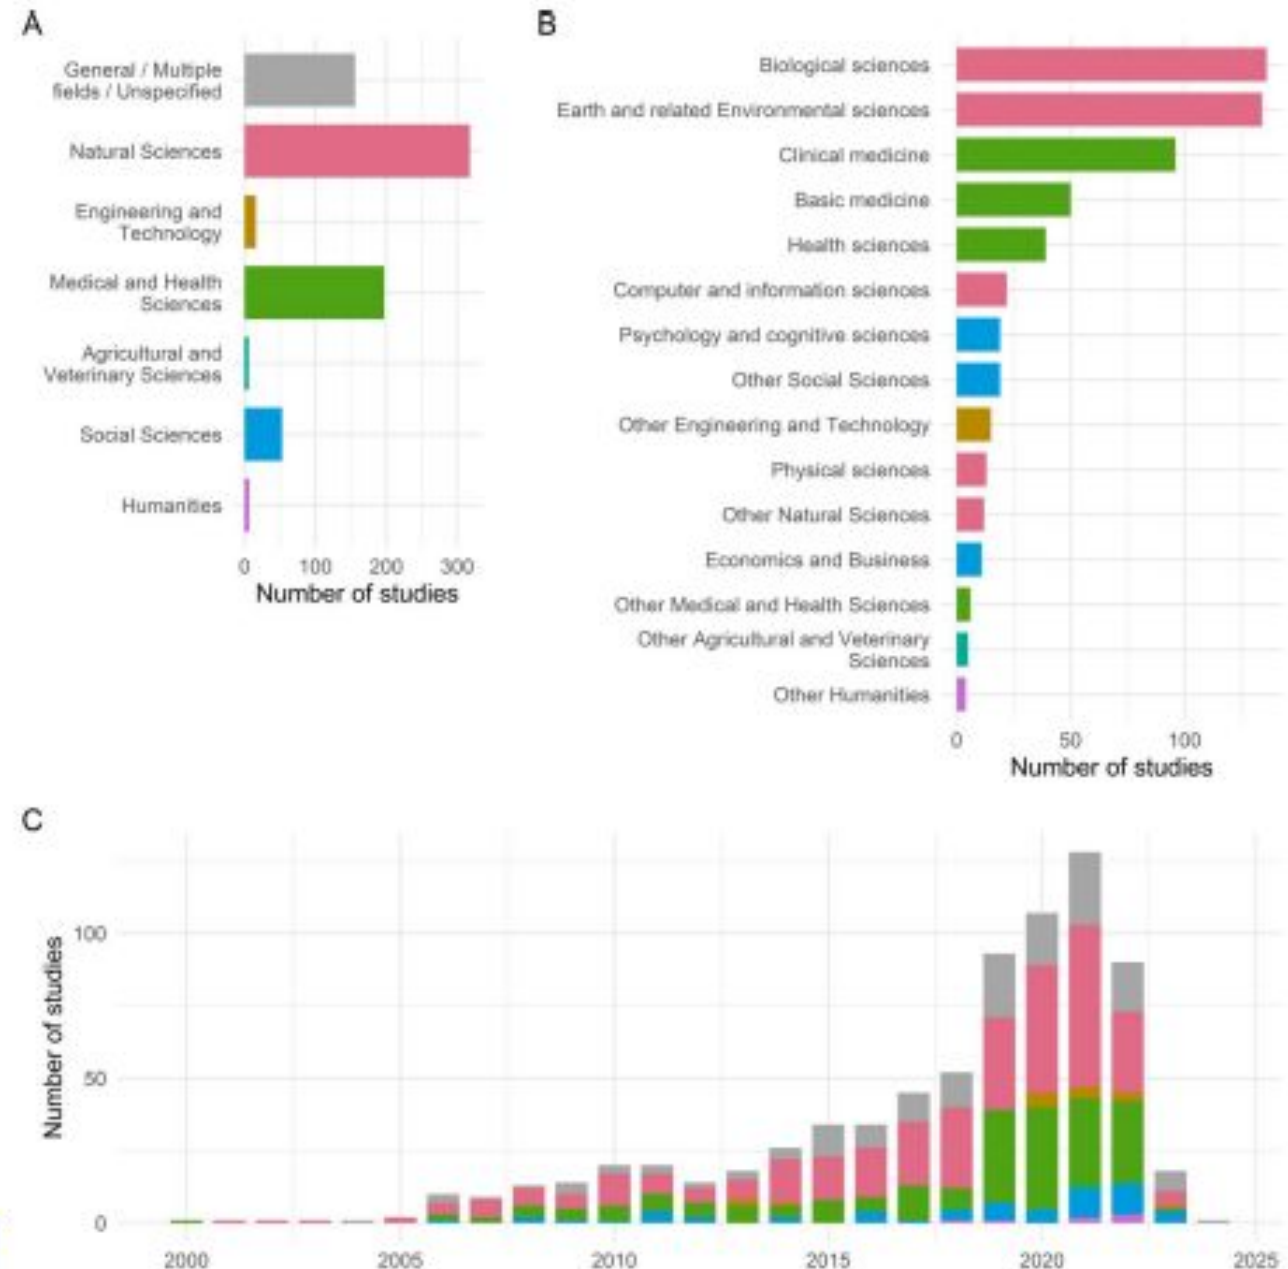 A
General / Multiple
fields / Unspecified
Natural Sciences
Engineering and
Technology
Medical and Health
Sciences
Agricultural and
Veterinary Sciences
Social Sciences
Humanities
0 100 200 300
Number of studies
B
Biological sciences
Earth and related Environmental sciences
Clinical medicine
Basic medicine
Health sciences
Computer and information sciences
Psychology and cognitive sciences
Other Social Sciences
Other Engineering and Technology
Physical sciences
Other Natural Sciences
Economics and Business
Other Medical and Health Sciences
Other Agricultural and Veterinary
Sciences
Other Humanities
0 50 100
Number of studies
C
Number of studies
100
50
0
2000 2005 2010 2015 2020 2025